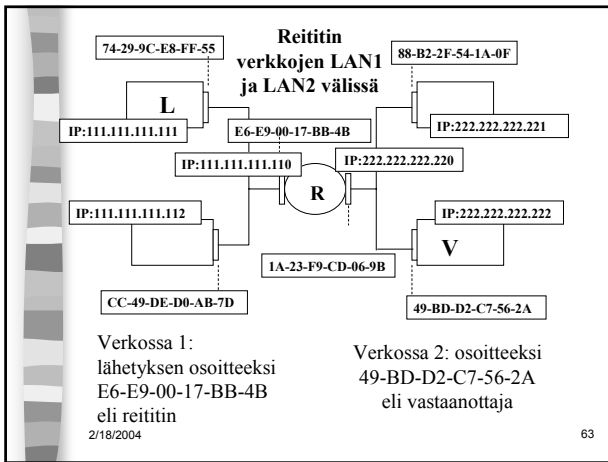 74-29-9C-E8-FF-55
Reititin
verkkojen LAN1
ja LAN2 välissä
88-B2-2F-54-1A-0F
L
IP:111.111.111.111
E6-E9-00-17-BB-4B
IP:222.222.222.221
IP:111.111.111.110
IP:222.222.222.220
R
IP:111.111.111.112
IP:222.222.222.222
V
1A-23-F9-CD-06-9B
CC-49-DE-D0-AB-7D
49-BD-D2-C7-56-2A
Verkossa 1:
lähetyksen osoitteeksi
E6-E9-00-17-BB-4B
eli reititin
Verkossa 2: osoitteeksi
49-BD-D2-C7-56-2A
eli vastaanottaja
2/18/2004
63